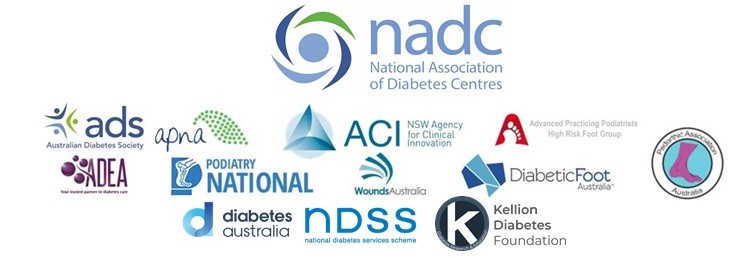 nadc
National Association
of Diabetes Centres
ads
Australian Diabetes Society
apna
ACI
NSW Agency
for Clinical
Innovation
Advanced Practicing Podiatrists
High Risk Foot Group
Pedorthic Association
Australia
ADEA
Your trusted partner in diabetes care
PODIATRY
NATIONAL
WoundsAustralia
DiabeticFoot
Australia™
d
diabetes
australia
ndss
national diabetes services scheme
K
Kellion
Diabetes
Foundation